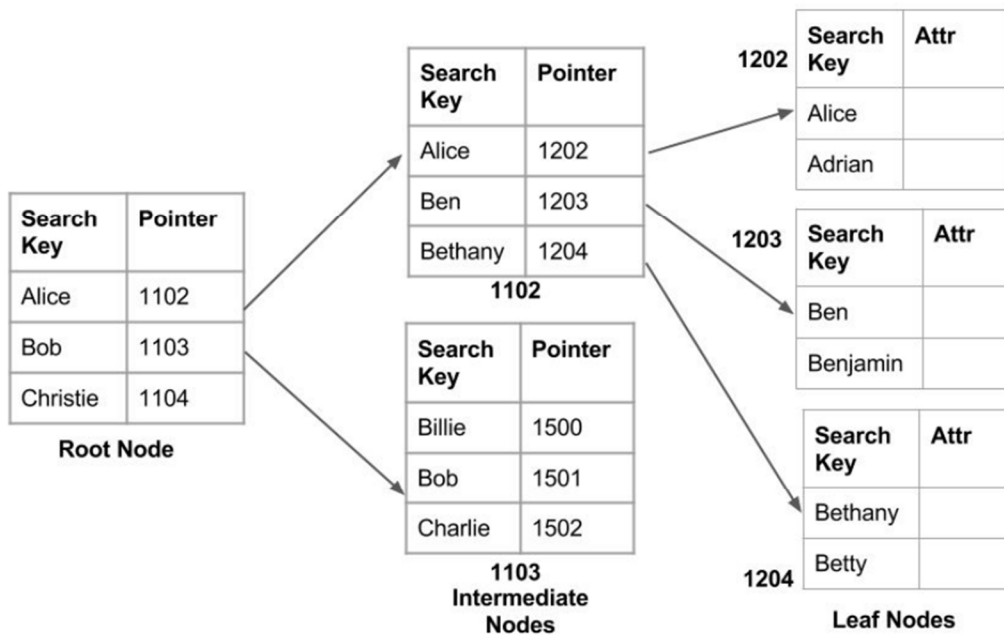 Search Key Pointer
Alice 1102
Bob 1103
Christie 1104
Root Node
Search Key Pointer
Alice 1202
Ben 1203
Bethany 1204
1102
Search Key Pointer
Billie 1500
Bob 1501
Charlie 1502
1103
Intermediate
Nodes
1202
Search Key Attr
Alice
Adrian
1203
Search Key Attr
Ben
Benjamin
Search Key Attr
Bethany
Betty
1204
Leaf Nodes